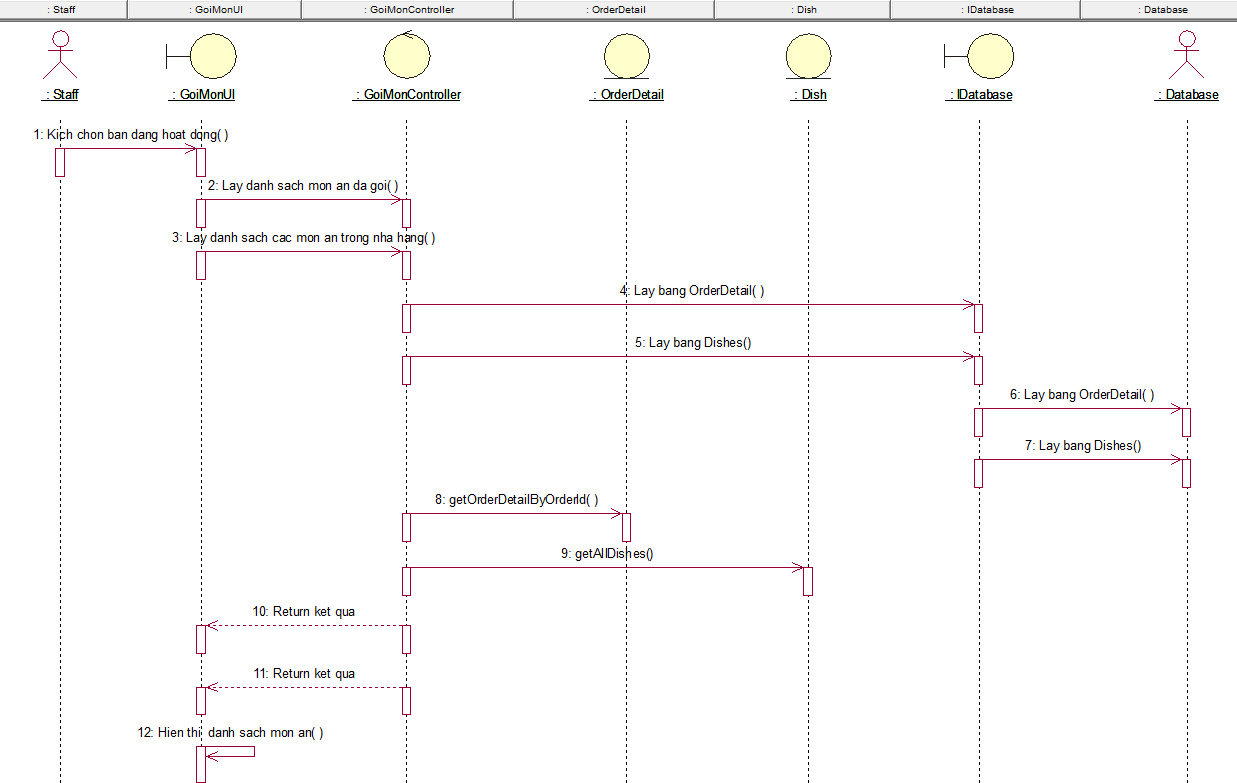 : Staff
: GoiMonUI
: GoiMonController
: OrderDetail
: Dish
: IDatabase
: Database
: Staff
: GoiMonUI
: GoiMonController
: OrderDetail
: Dish
: IDatabase
: Database
1: Kich chon ban dang hoat dong( )
2: Lay danh sach mon an da goi( )
3: Lay danh sach cac mon an trong nha hang( )
4: Lay bang OrderDetail( )
5: Lay bang Dishes()
6: Lay bang OrderDetail( )
7: Lay bang Dishes()
8: getOrderDetailByOrderId( )
9: getAllDishes()
10: Return ket qua
11: Return ket qua
12: Hien thi danh sach mon an( )